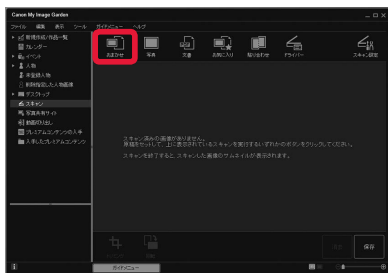 Canon My Image Garden
ファイル 編集 表示 ツール ガイドメニュー ヘルプ
新規作成/作品一覧
カレンダー
イベント
人物
未登録人物
削除指定した人物画像
マイ デスクトップ
スキャン
写真共有サイト
動画切り出し
プレミアムコンテンツの入手
入手したプレミアムコンテンツ
おまかせ 写真 文書 お気に入り 貼り合わせ ドライバー スキャン設定
スキャン済みの画像がありません。
原稿をセットして、上に表示されているスキャンを実行するいずれかのボタンをクリックしてください。
スキャンを終了すると、スキャンした画像のサムネイルが表示されます。
保存
ガイドメニュー